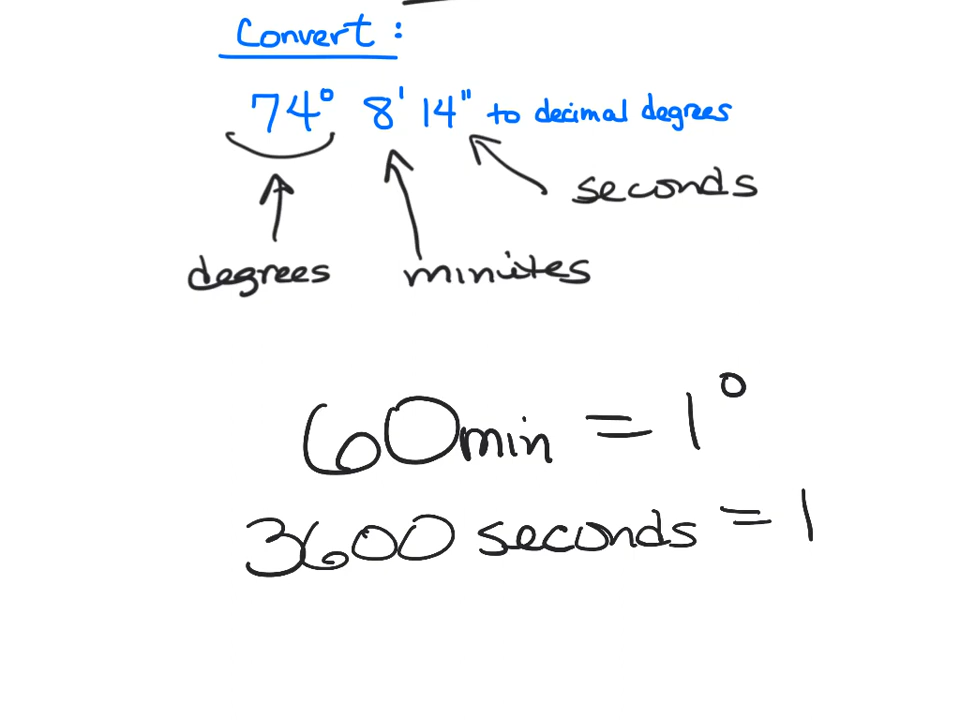 Convert :
74° 8' 14" to decimal degrees
seconds
degrees minutes
60min = 1°
3600 seconds = 1